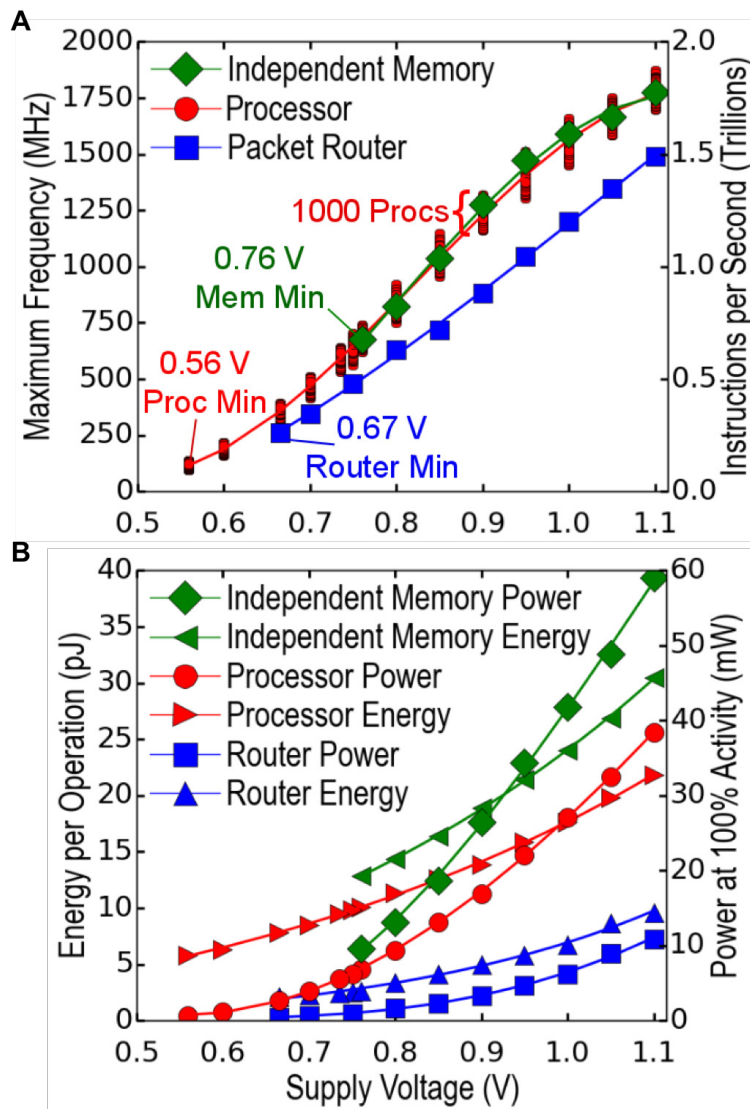 A
2000
1750
1500
1250
1000
750
500
250
0
Maximum Frequency (MHz)
Independent Memory
Processor
Packet Router
1000 Procs {
0.76 V
Mem Min
0.56 V
Proc Min
0.67 V
Router Min
2.0
1.5
1.0
0.5
0.0
Instructions per Second (Trillions)
0.5 0.6 0.7 0.8 0.9 1.0 1.1
B
40
35
30
25
20
15
10
5
0
Energy per Operation (pJ)
Independent Memory Power
Independent Memory Energy
Processor Power
Processor Energy
Router Power
Router Energy
60
50
40
30
20
10
0
Power at 100% Activity (mW)
0.5 0.6 0.7 0.8 0.9 1.0 1.1
Supply Voltage (V)